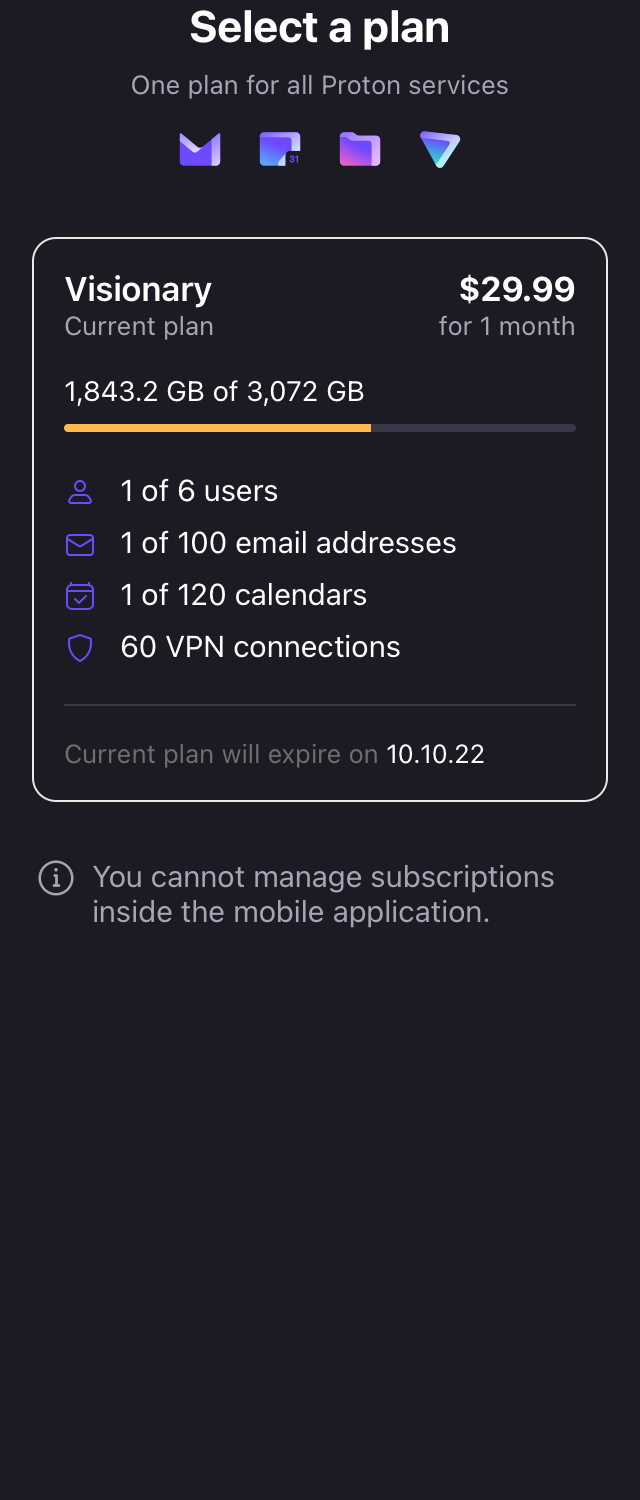 Select a plan
One plan for all Proton services
31
Visionary
$29.99
Current plan
for 1 month
1,843.2 GB of 3,072 GB
1 of 6 users
1 of 100 email addresses
1 of 120 calendars
60 VPN connections
Current plan will expire on 10.10.22
You cannot manage subscriptions
inside the mobile application.